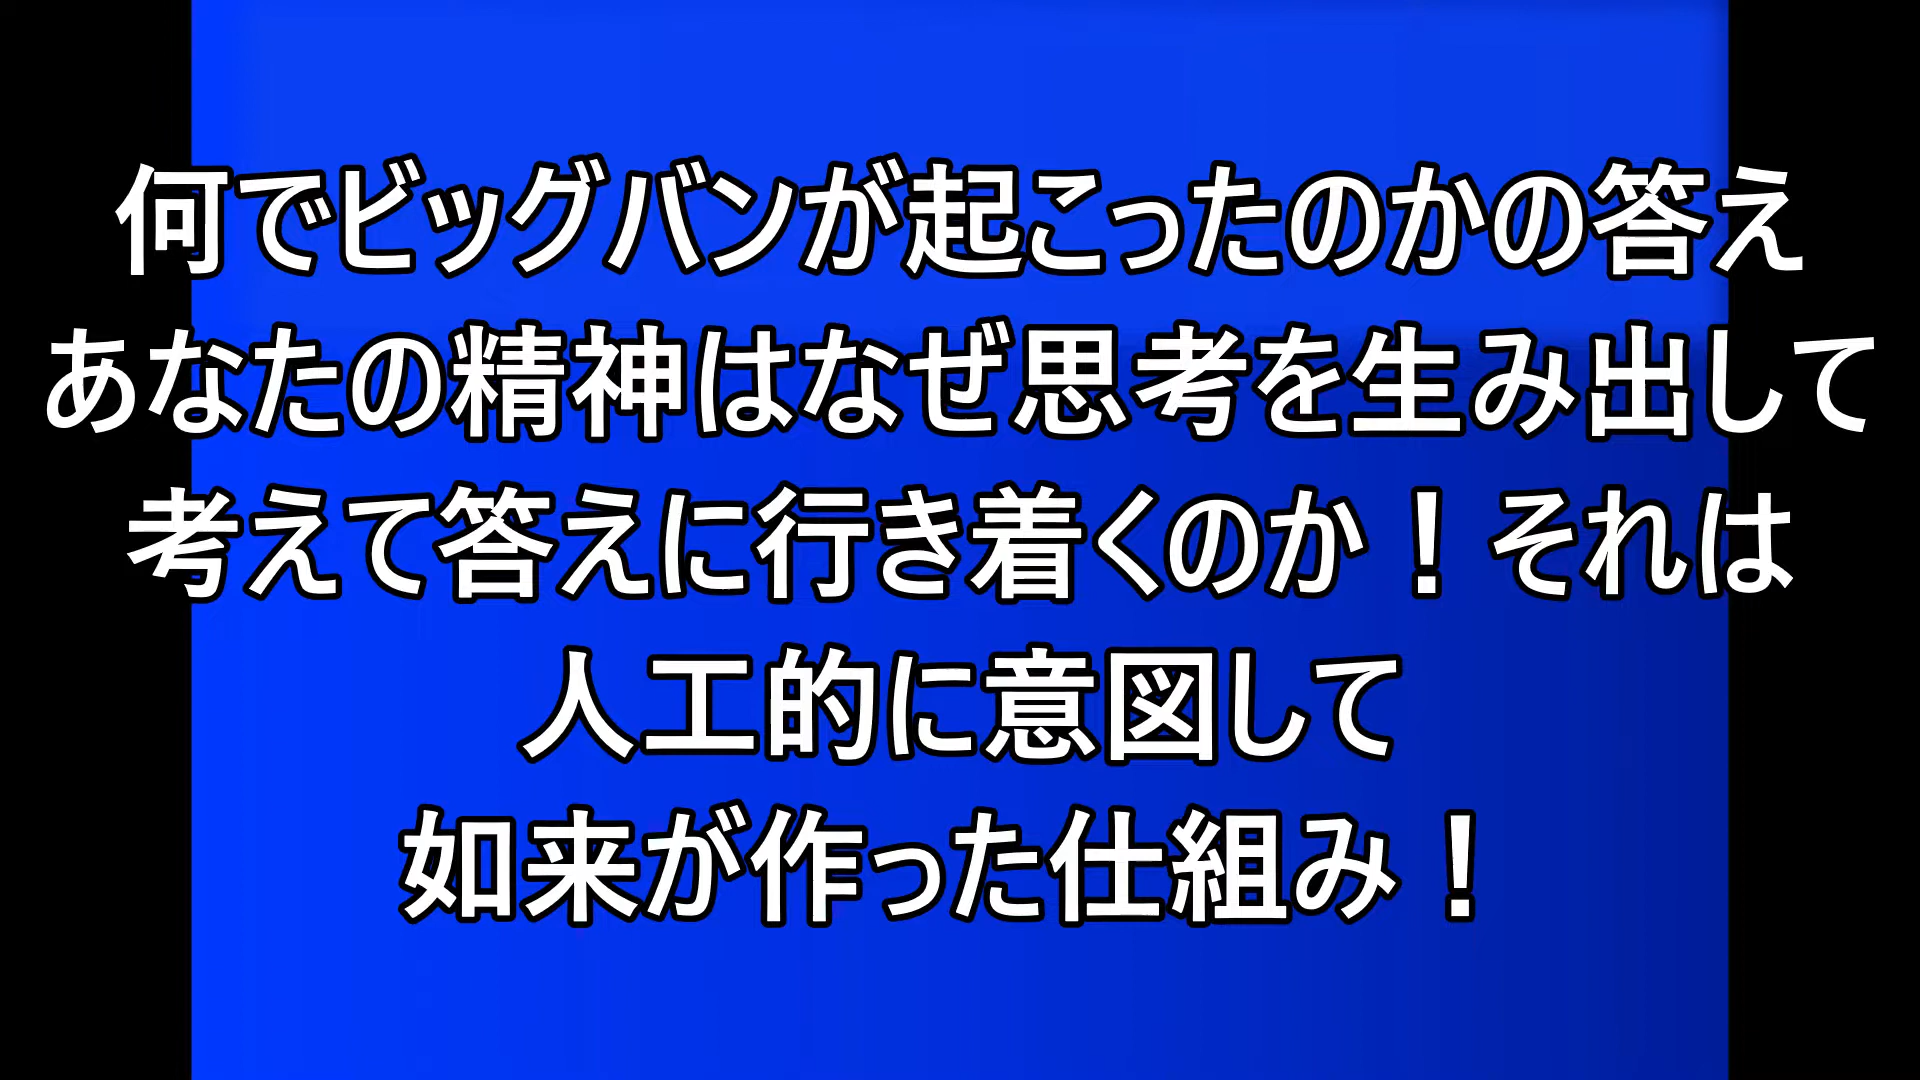 何でビッグバンが起こったのかの答え
あなたの精神はなぜ思考を生み出して
考えて答えに行き着くのか！それは
人工的に意図して
如来が作った仕組み！